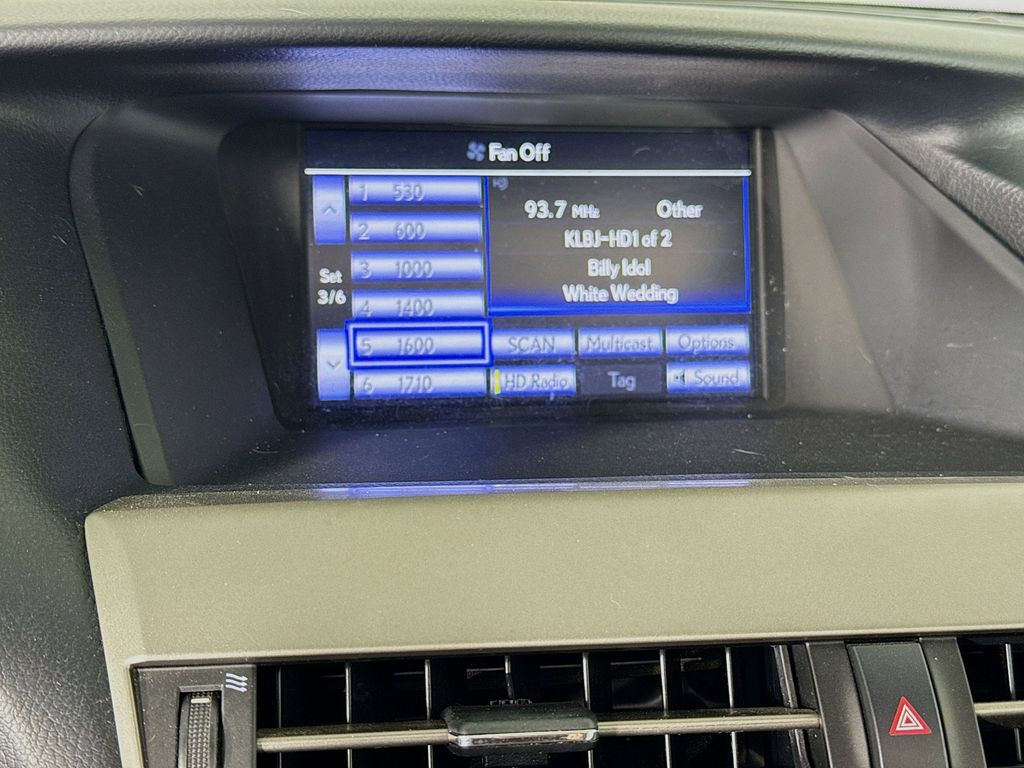 Fan Off
1 530
2 600
3 1000
4 1400
5 1600
6 1710
Set
3/6
93.7 MHz Other
KLBJ-HD1 of 2
Billy Idol
White Wedding
SCAN Multicast Options
HD Radio Tag Sound